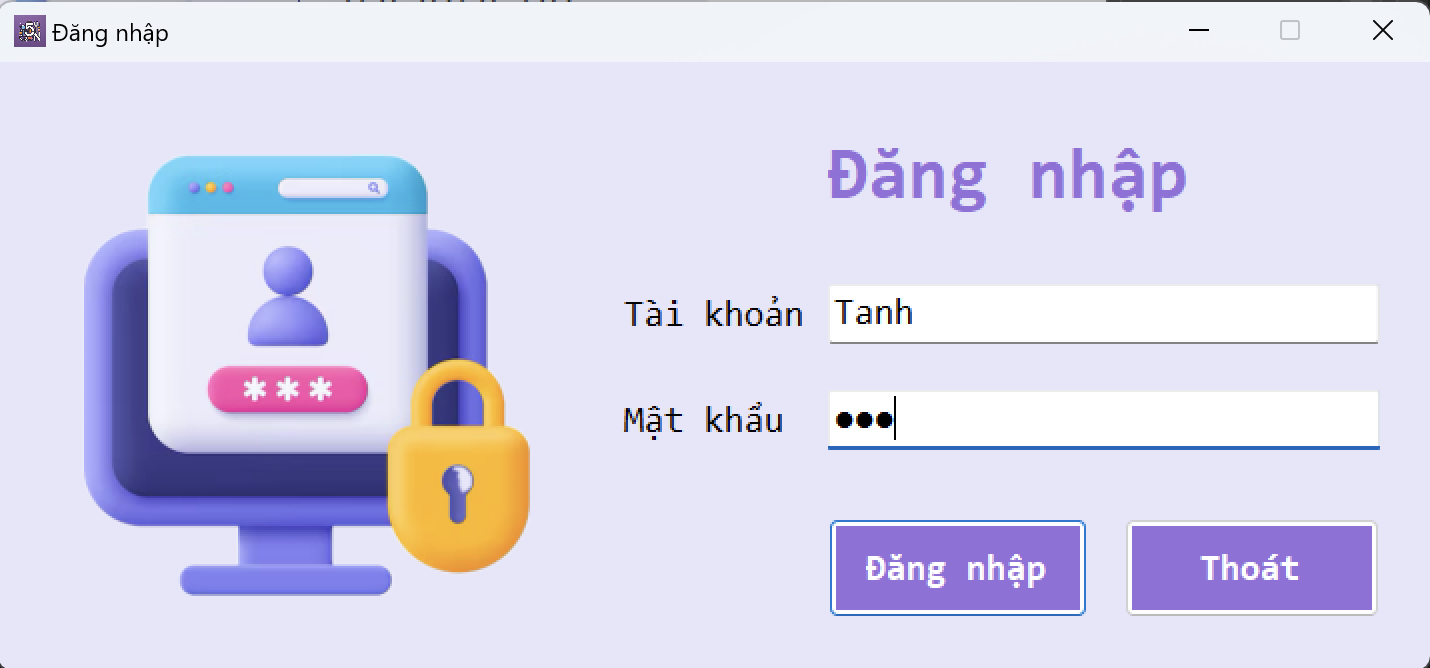 Đăng nhập
Đăng nhập
Tài khoản Tanh
Mật khẩu ●●●
***
Đăng nhập Thoát